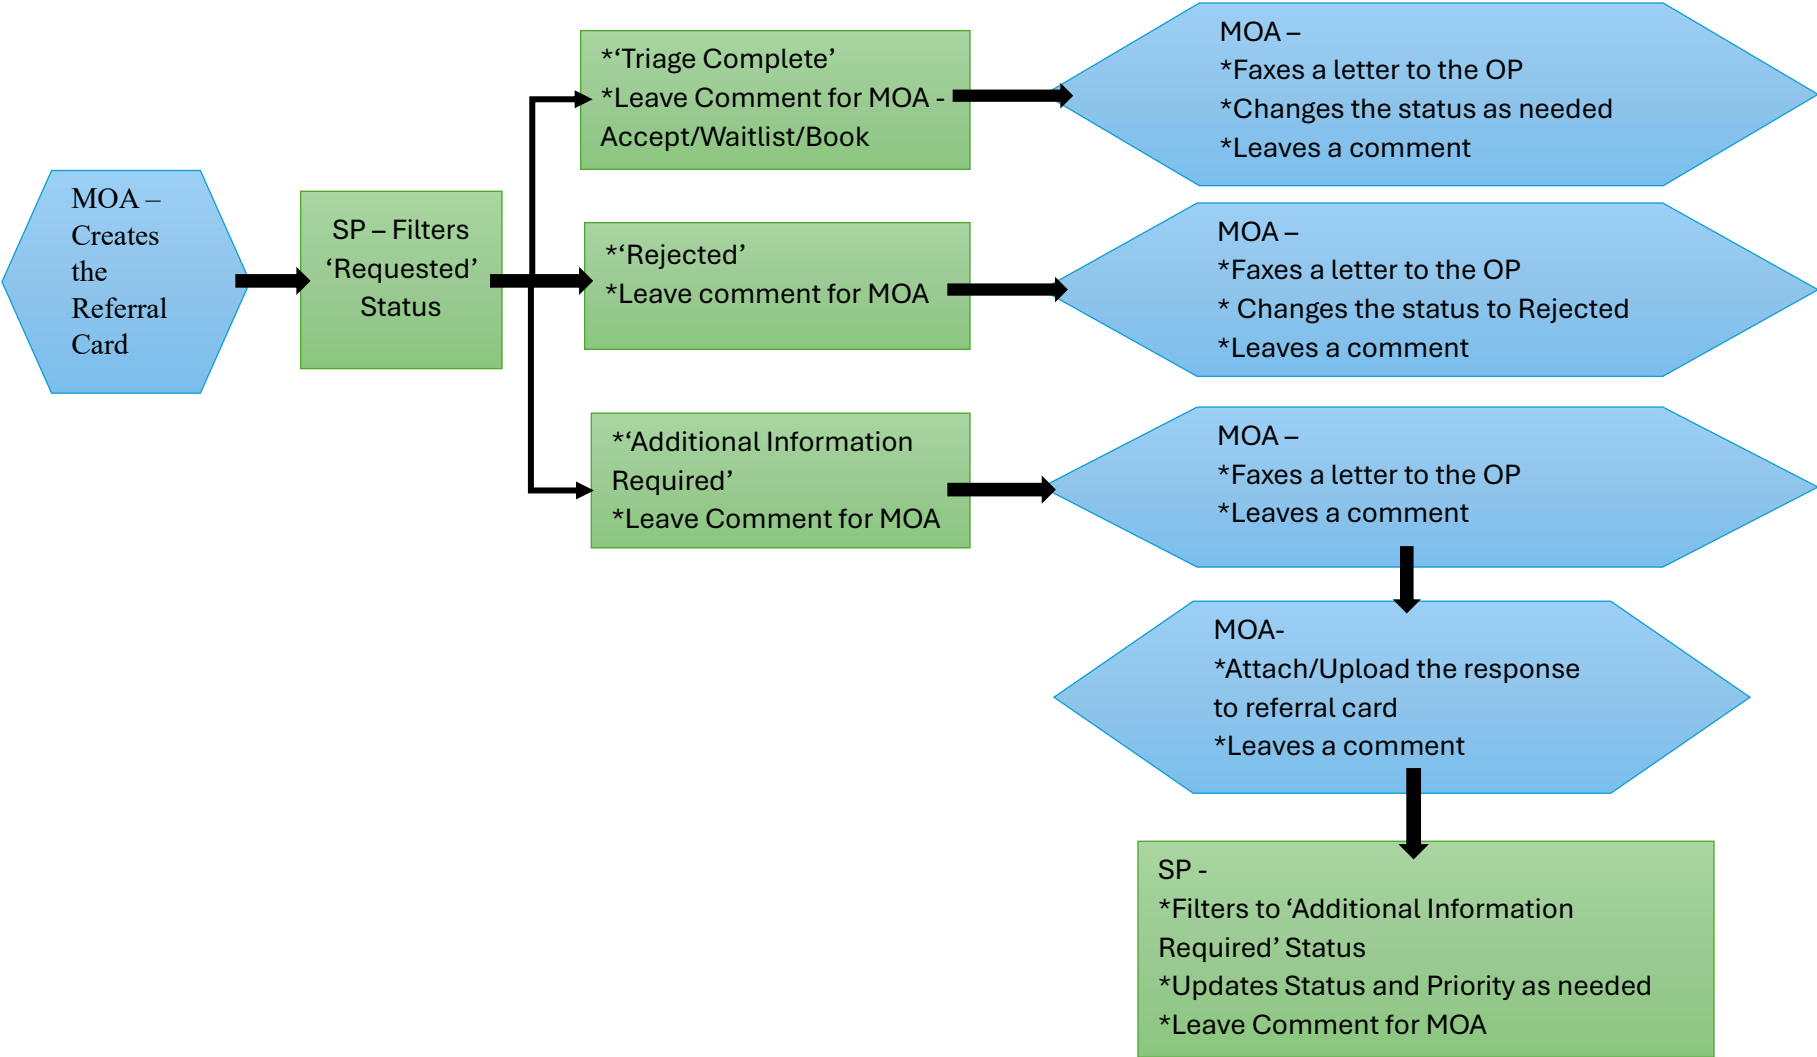 MOA –
Creates
the
Referral
Card
SP – Filters
‘Requested’
Status
*‘Triage Complete’
*Leave Comment for MOA -
Accept/Waitlist/Book
MOA –
*Faxes a letter to the OP
*Changes the status as needed
*Leaves a comment
*‘Rejected’
*Leave comment for MOA
MOA –
*Faxes a letter to the OP
* Changes the status to Rejected
*Leaves a comment
*‘Additional Information
Required’
*Leave Comment for MOA
MOA –
*Faxes a letter to the OP
*Leaves a comment
MOA-
*Attach/Upload the response
to referral card
*Leaves a comment
SP -
*Filters to ‘Additional Information
Required’ Status
*Updates Status and Priority as needed
*Leave Comment for MOA